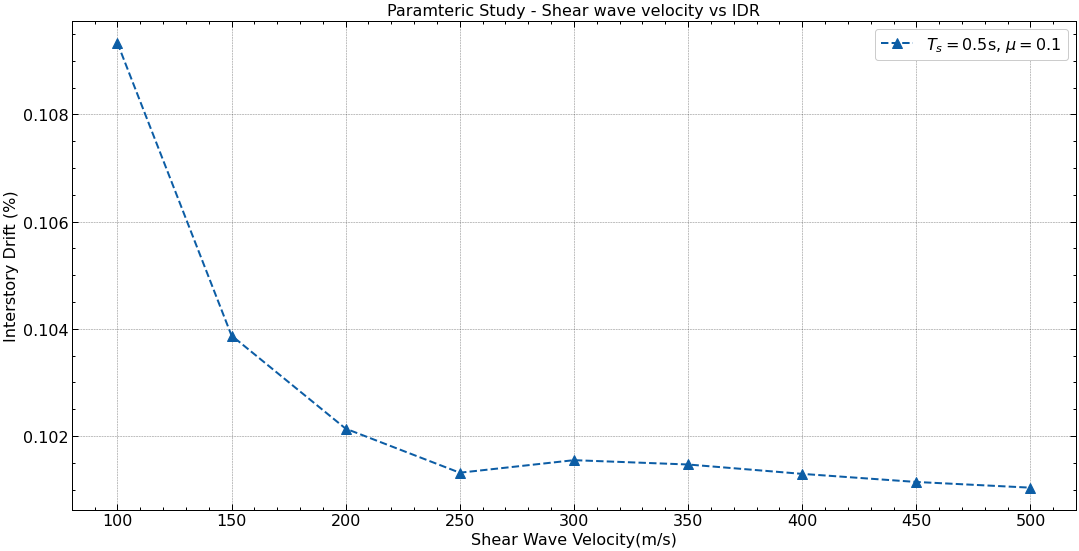 Paramteric Study - Shear wave velocity vs IDR
T_s = 0.5s, μ = 0.1
Interstory Drift (%)
0.108
0.106
0.104
0.102
100 150 200 250 300 350 400 450 500
Shear Wave Velocity(m/s)